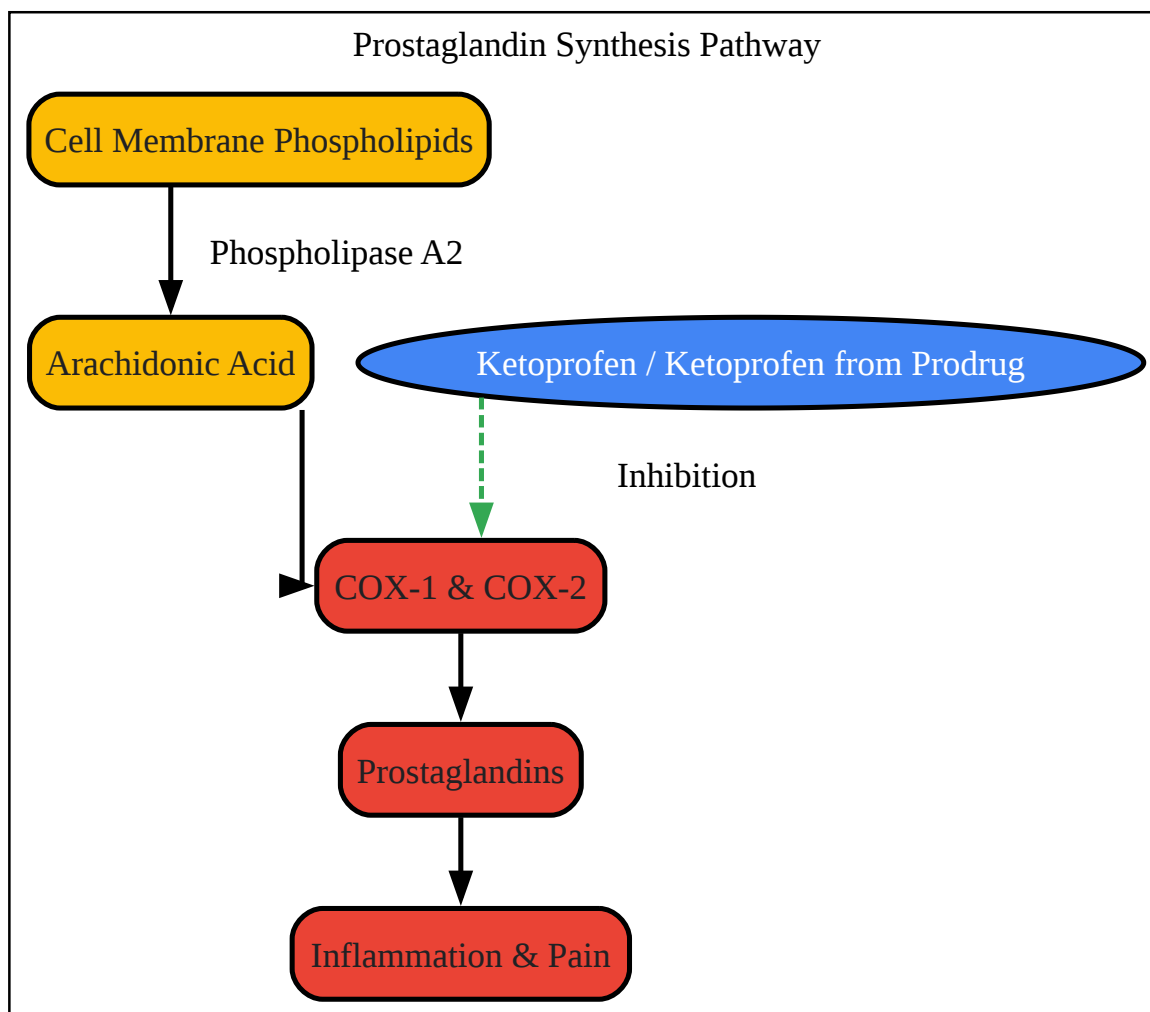 Prostaglandin Synthesis Pathway
Cell Membrane Phospholipids
Phospholipase A2
Arachidonic Acid
Ketoprofen / Ketoprofen from Prodrug
Inhibition
COX-1 & COX-2
Prostaglandins
Inflammation & Pain